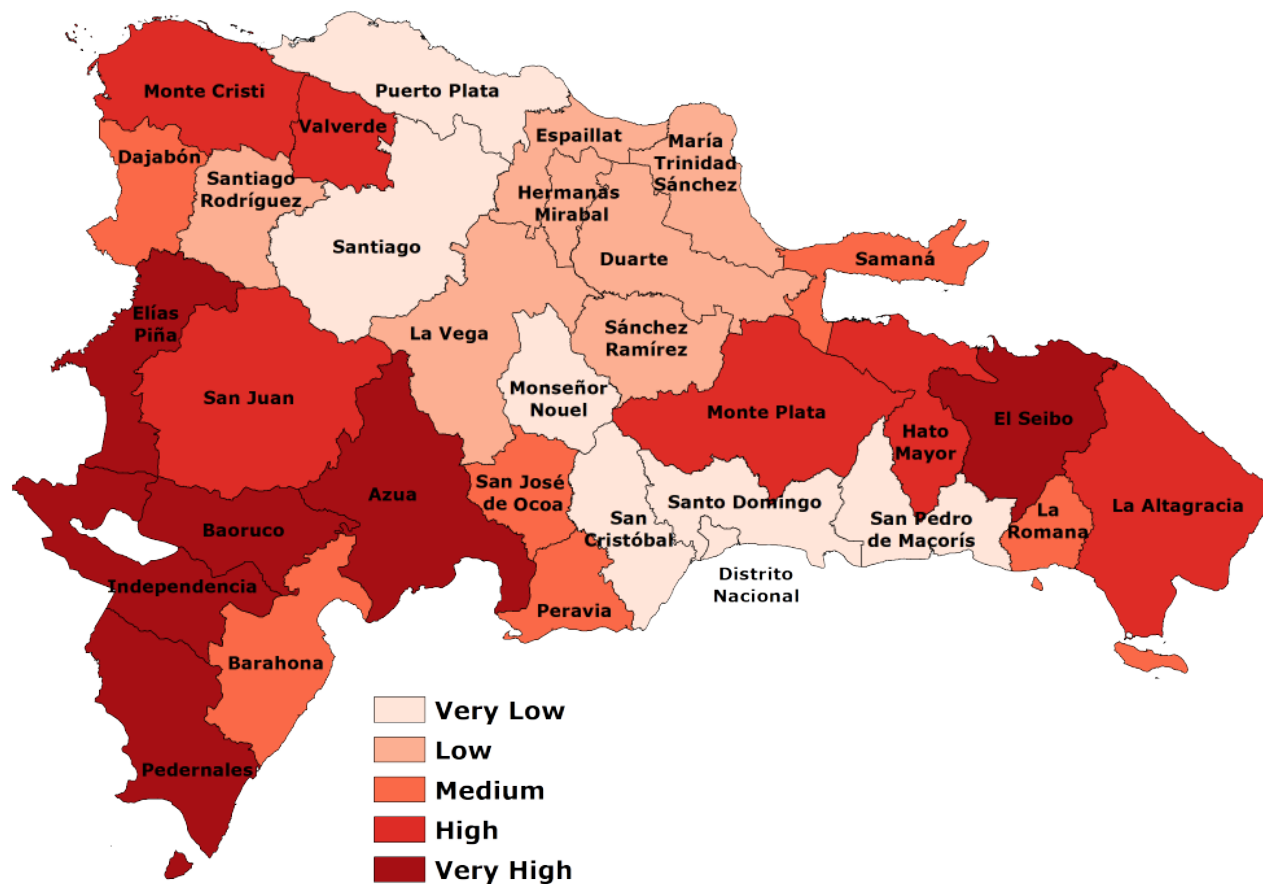 Puerto Plata
Monte Cristi
Valverde
Espaillat
María
Trinidad
Sánchez
Dajabón
Santiago
Rodríguez
Hermanas
Mirabal
Santiago
Duarte
Samaná
Elías
Piña
La Vega
Sánchez
Ramírez
San Juan
Monseñor
Nouel
Monte Plata
El Seibo
Hato
Mayor
Azua
San José
de Ocoa
Santo Domingo
La Altagracia
La
Romana
San Pedro
de Macorís
San
Cristóbal
Baoruco
Distrito
Nacional
Independencia
Peravia
Barahona
Pedernales
Very Low
Low
Medium
High
Very High